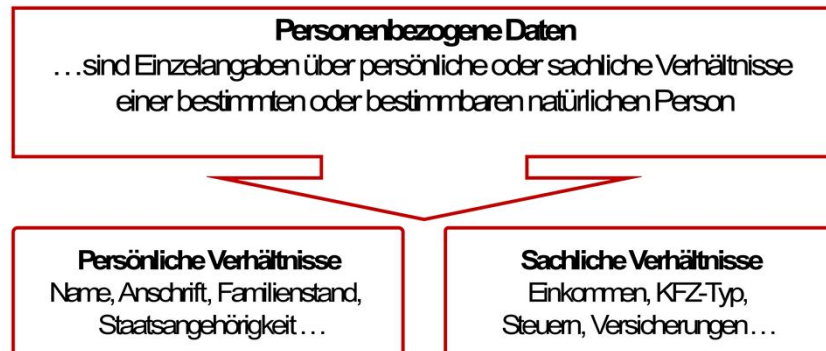 Personenbezogene Daten
…sind Einzelangaben über persönliche oder sachliche Verhältnisse
einer bestimmten oder bestimmbaren natürlichen Person
Persönliche Verhältnisse
Name, Anschrift, Familienstand,
Staatsangehörigkeit…
Sachliche Verhältnisse
Einkommen, KFZ-Typ,
Steuern, Versicherungen…